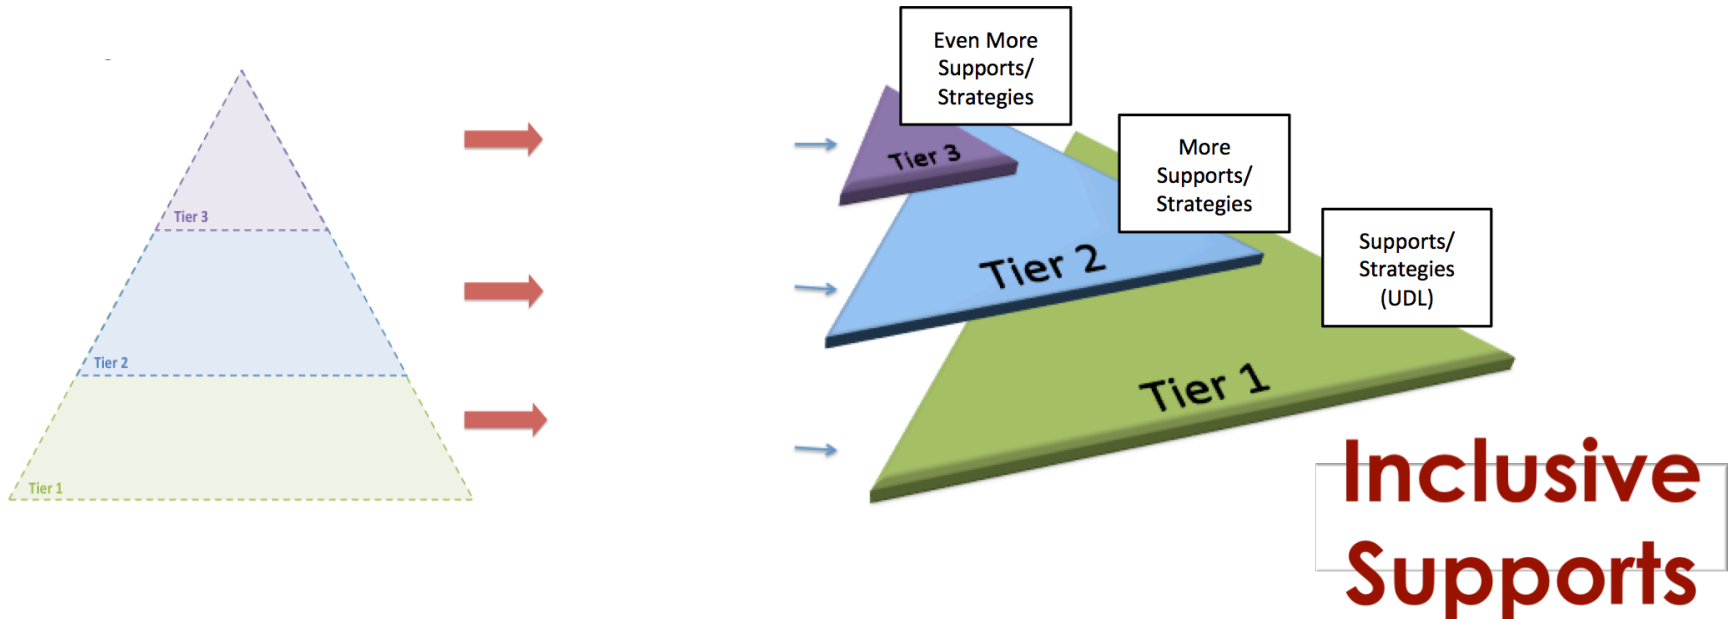 Tier 3
Tier 2
Tier 1
Even More
Supports/
Strategies
Tier 3
More
Supports/
Strategies
Tier 2
Supports/
Strategies
(UDL)
Tier 1
Inclusive
Supports